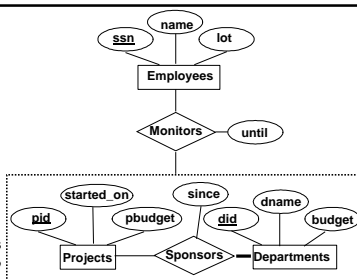 name
ssn
lot
Employees
Monitors
until
started_on
since
dname
pid
pbudget
did
budget
Projects
Sponsors
Departments